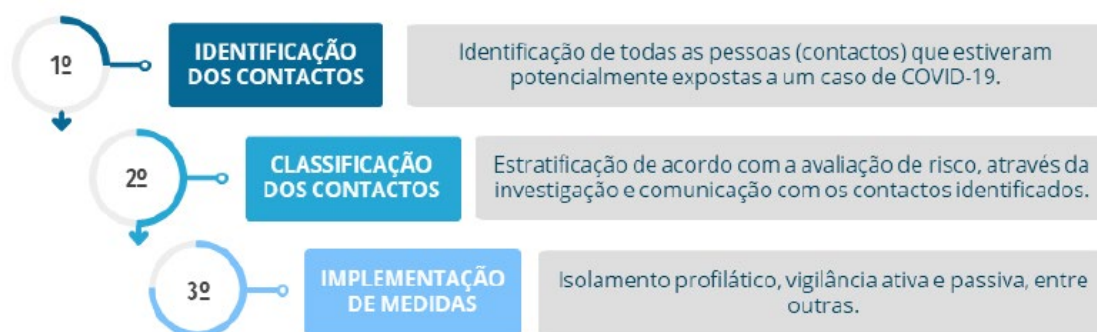 1º
IDENTIFICAÇÃO
DOS CONTACTOS
Identificação de todas as pessoas (contactos) que estiveram
potencialmente expostas a um caso de COVID-19.
2º
CLASSIFICAÇÃO
DOS CONTACTOS
Estratificação de acordo com a avaliação de risco, através da
investigação e comunicação com os contactos identificados.
3º
IMPLEMENTAÇÃO
DE MEDIDAS
Isolamento profilático, vigilância ativa e passiva, entre
outras.